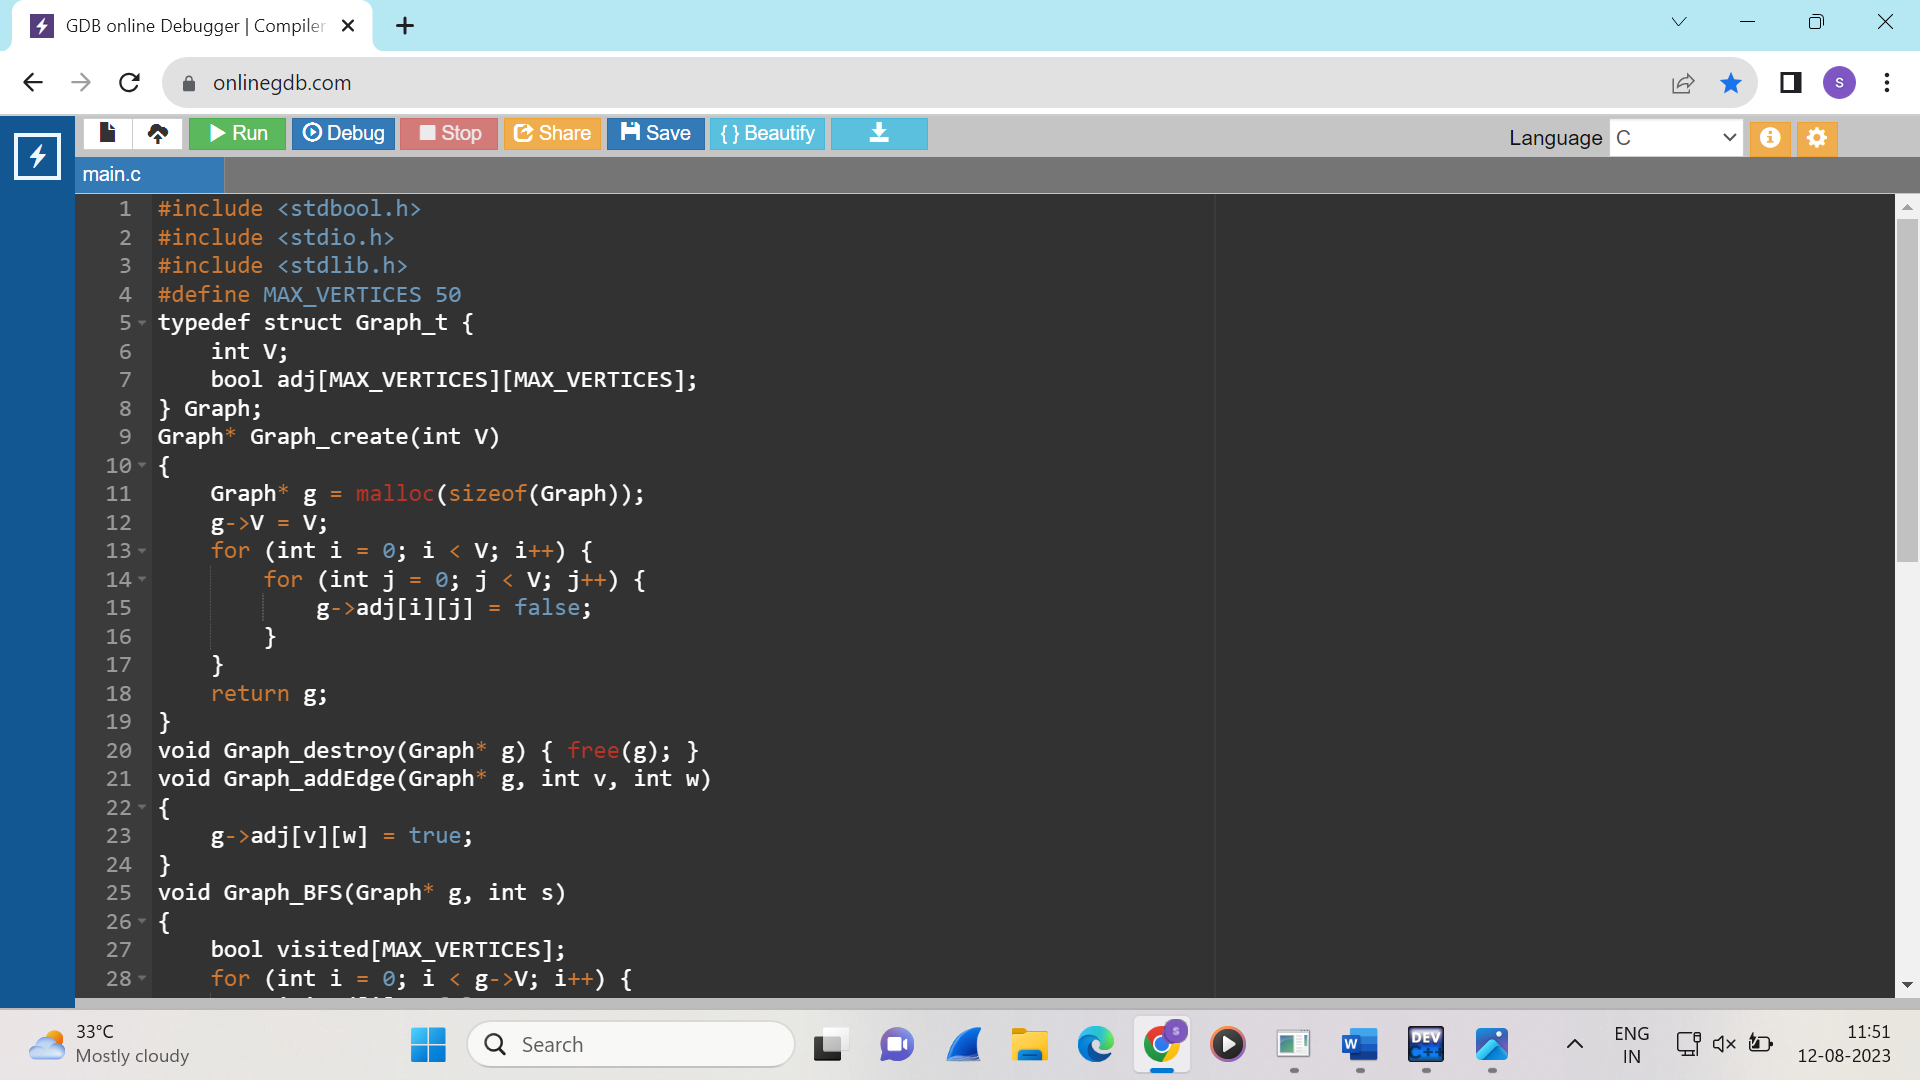 GDB online Debugger | Compiler
onlinegdb.com
S
Run Debug Stop Share Save { } Beautify
Language C
main.c
1 #include <stdbool.h>
2 #include <stdio.h>
3 #include <stdlib.h>
4 #define MAX_VERTICES 50
5 typedef struct Graph_t {
6 int V;
7 bool adj[MAX_VERTICES][MAX_VERTICES];
8 } Graph;
9 Graph* Graph_create(int V)
10 {
11 Graph* g = malloc(sizeof(Graph));
12 g->V = V;
13 for (int i = 0; i < V; i++) {
14 for (int j = 0; j < V; j++) {
15 g->adj[i][j] = false;
16 }
17 }
18 return g;
19 }
20 void Graph_destroy(Graph* g) { free(g); }
21 void Graph_addEdge(Graph* g, int v, int w)
22 {
23 g->adj[v][w] = true;
24 }
25 void Graph_BFS(Graph* g, int s)
26 {
27 bool visited[MAX_VERTICES];
28 for (int i = 0; i < g->V; i++) {
33°C
Mostly cloudy
Search
S
W
DEV
C++
ENG
IN
11:51
12-08-2023